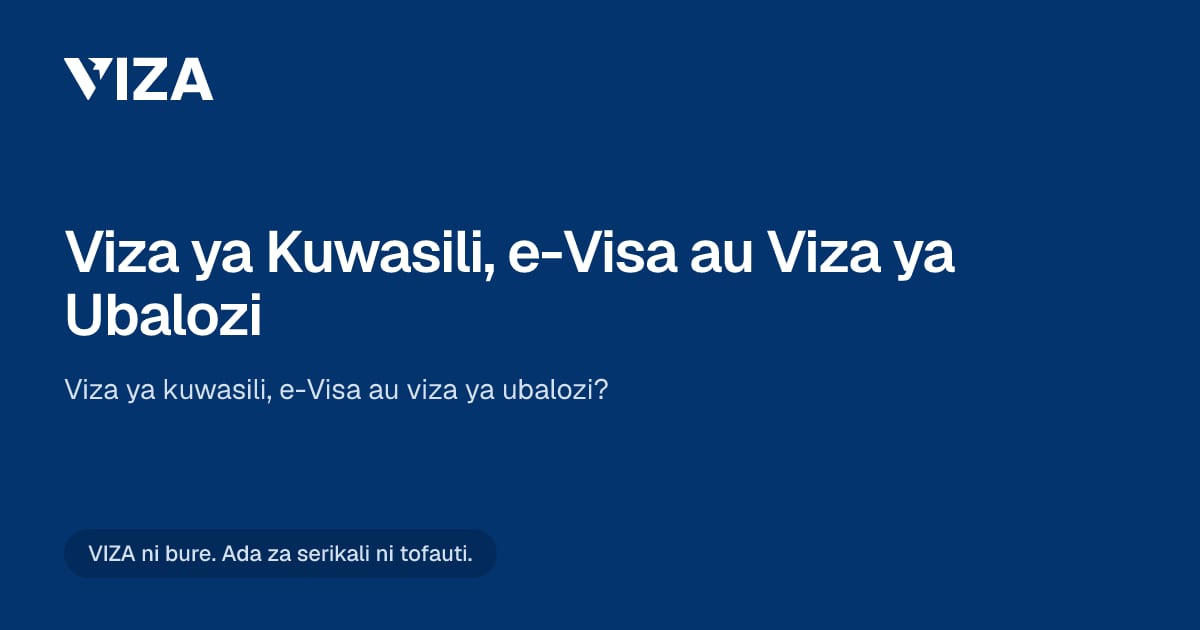 VIZA
Viza ya Kuwasili, e-Visa au Viza ya
Ubalozi
Viza ya kuwasili, e-Visa au viza ya ubalozi?
VIZA ni bure. Ada za serikali ni tofauti.